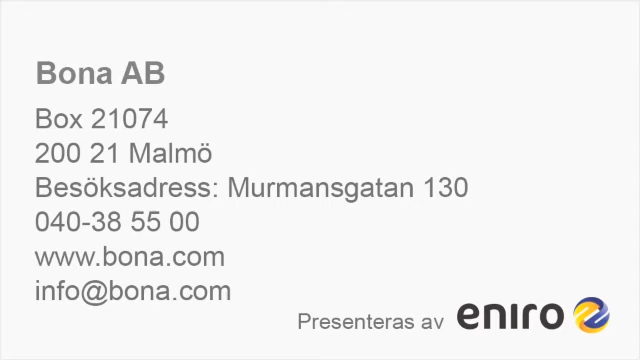 Bona AB
Box 21074
200 21 Malmö
Besöksadress: Murmansgatan 130
040-38 55 00
www.bona.com
info@bona.com
Presenteras av eniro